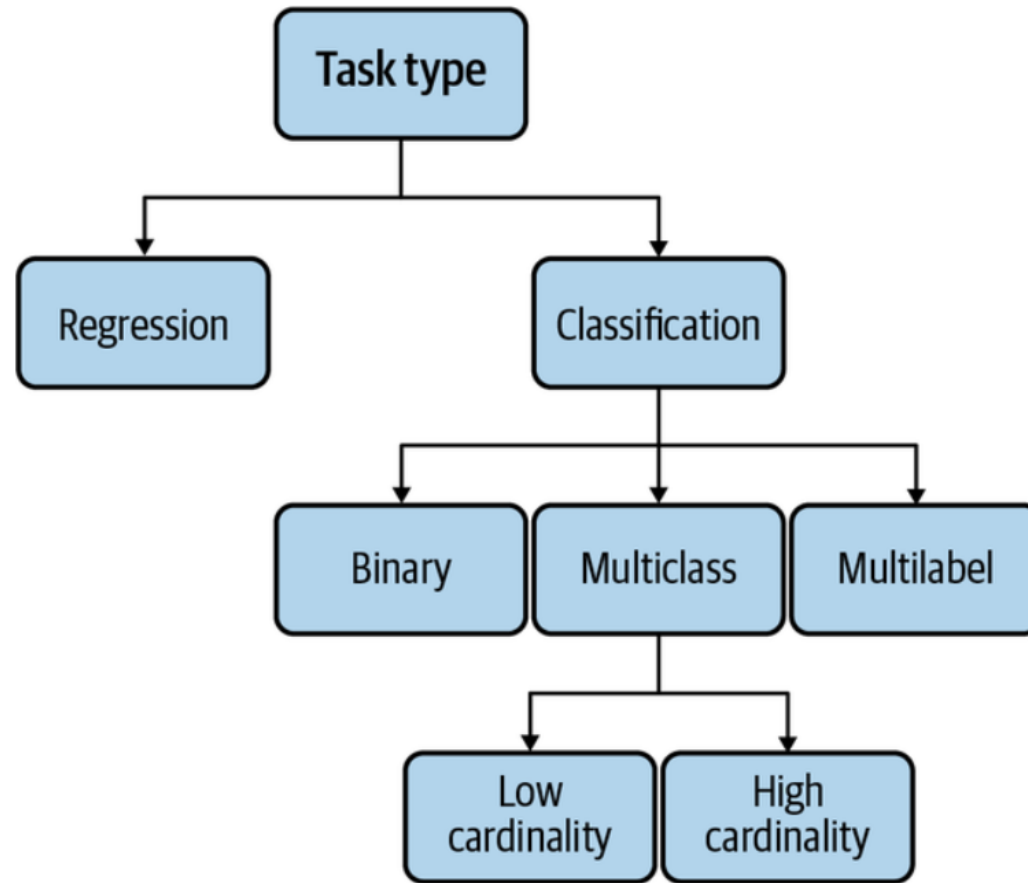 Task type
Regression
Classification
Binary
Multiclass
Multilabel
Low
cardinality
High
cardinality